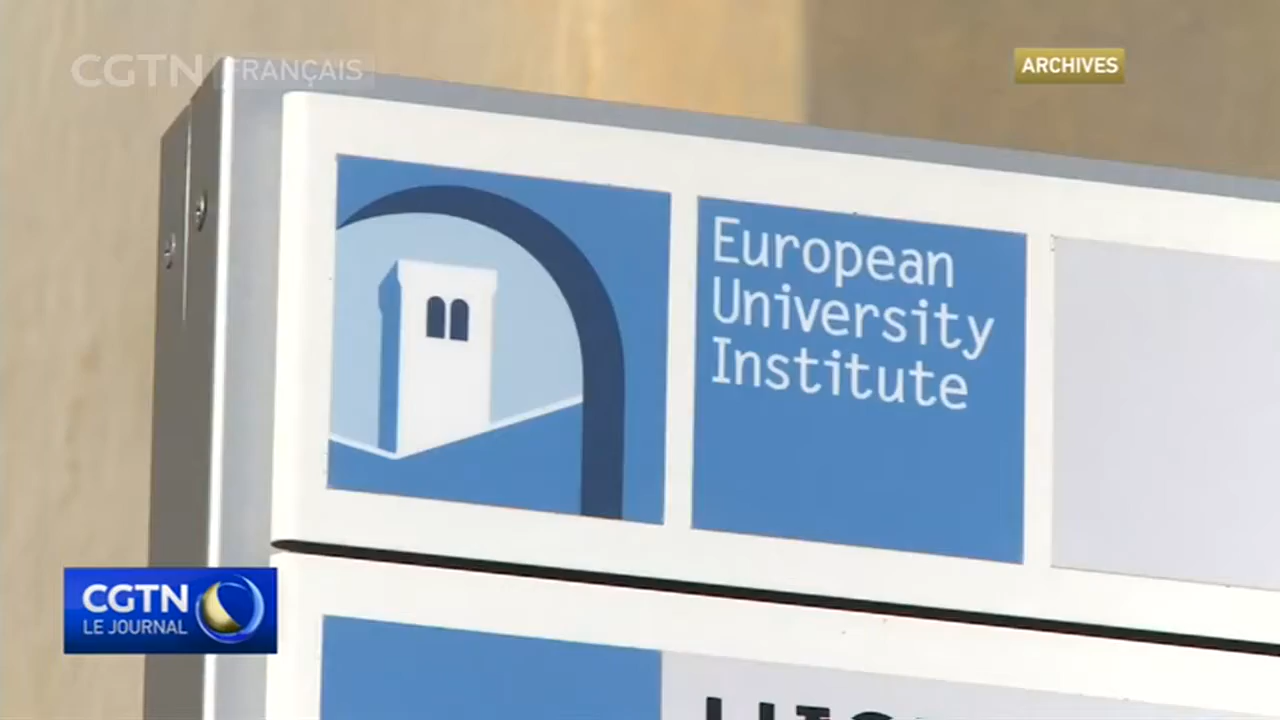 CGTN FRANÇAIS
ARCHIVES
European
University
Institute
CGTN
LE JOURNAL